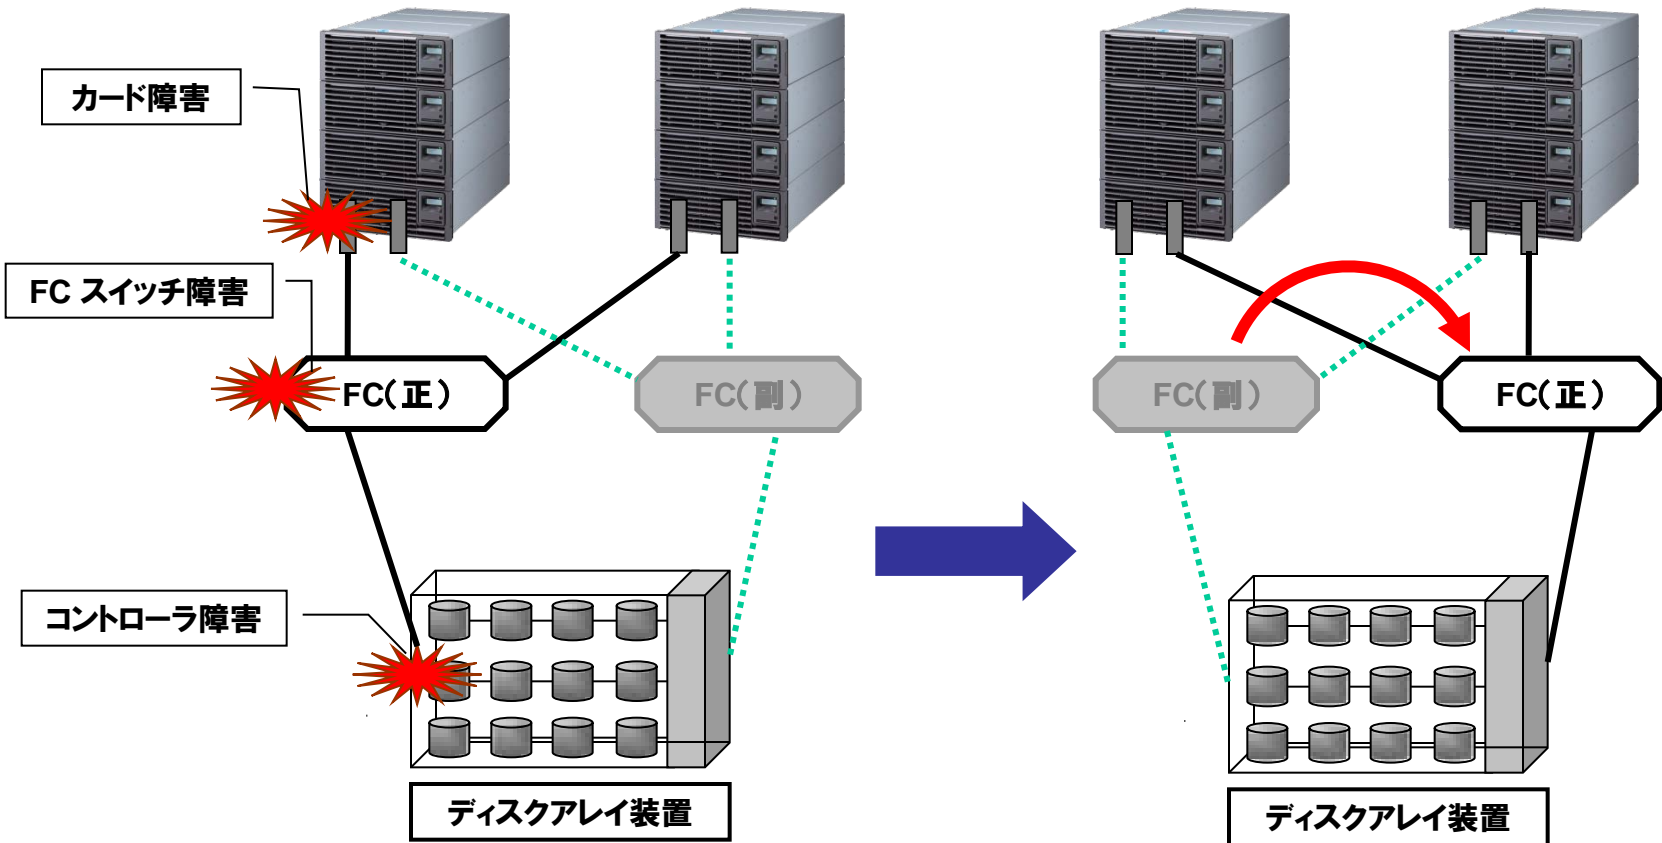 カード障害
FC スイッチ障害
FC(正)
FC(副)
FC(副)
FC(正)
コントローラ障害
ディスクアレイ装置
ディスクアレイ装置